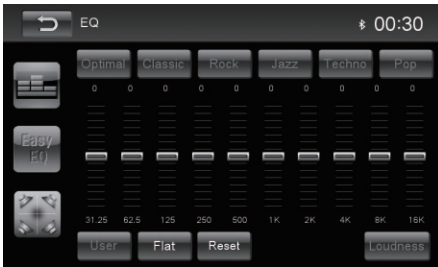 EQ 00:30
Optimal Classic Rock Jazz Techno Pop
0 0 0 0 0 0 0 0 0 0
Easy
EQ
31.25 62.5 125 250 500 1K 2K 4K 8K 16K
User Flat Reset Loudness